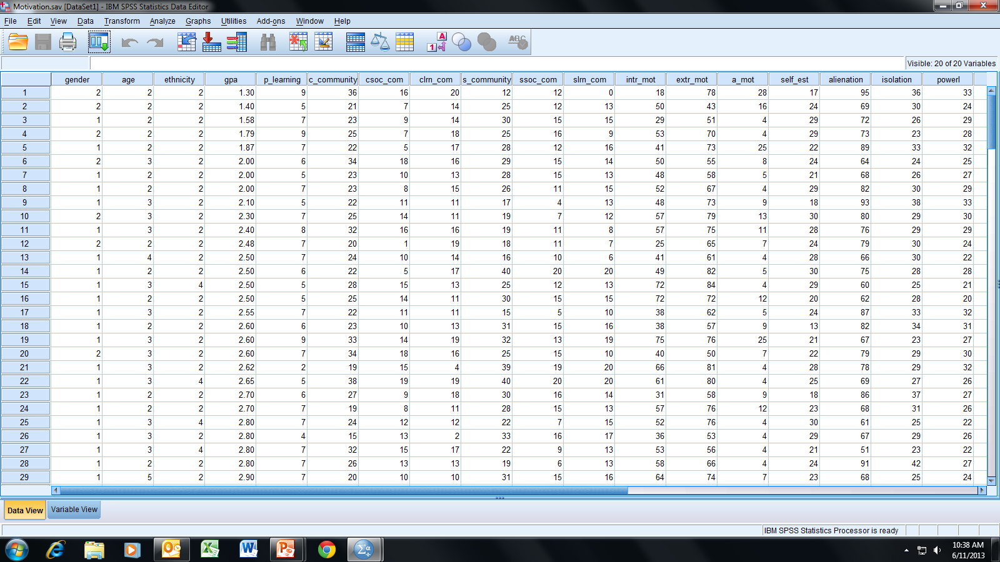 Motivation.sav [DataSet1] - IBM SPSS Statistics Data Editor
File Edit View Data Transform Analyze Graphs Utilities Add-ons Window Help
Visible: 20 of 20 Variables
gender age ethnicity gpa p_learning c_community csoc_com clrn_com s_community ssoc_com slrn_com intr_mot extr_mot a_mot self_est alienation isolation powerl
1 2 2 2 1.30 9 36 16 20 12 12 0 18 78 28 17 95 36 33
2 2 2 2 1.40 5 21 7 14 25 12 13 50 43 16 24 69 30 24
3 1 2 2 1.58 7 23 9 14 30 15 15 29 51 4 29 72 26 29
4 2 2 2 1.79 9 25 7 18 25 16 9 53 70 4 29 73 23 28
5 1 2 2 1.87 7 22 5 17 28 12 16 41 73 25 22 89 33 32
6 2 3 2 2.00 6 34 18 16 29 15 14 50 55 8 24 64 24 25
7 1 2 2 2.00 5 23 10 13 28 15 13 48 58 5 21 68 26 27
8 1 2 2 2.00 7 23 8 15 26 11 15 52 67 4 29 82 30 29
9 1 3 2 2.10 5 22 11 11 17 4 13 48 73 9 18 93 38 33
10 2 3 2 2.30 7 25 14 11 19 7 12 57 79 13 30 80 29 30
11 1 3 2 2.40 8 32 16 16 19 11 8 57 75 11 28 76 29 29
12 2 2 2 2.48 7 20 1 19 18 11 7 25 65 7 24 79 30 24
13 1 4 2 2.50 7 24 10 14 16 10 6 41 61 4 28 66 30 22
14 1 2 2 2.50 6 22 5 17 40 20 20 49 82 5 30 75 28 28
15 1 3 4 2.50 5 28 15 13 25 12 13 72 84 4 29 60 25 21
16 1 2 2 2.50 5 25 14 11 30 15 15 72 72 12 20 62 28 20
17 1 3 2 2.55 7 22 11 11 15 5 10 38 62 5 24 87 33 32
18 1 2 2 2.60 6 23 10 13 31 15 16 38 57 9 13 82 34 31
19 1 3 2 2.60 9 33 14 19 32 13 19 75 76 25 21 67 23 27
20 2 3 2 2.60 7 34 18 16 25 15 10 40 50 7 22 79 29 30
21 1 3 2 2.62 2 19 15 4 39 19 20 66 81 4 28 78 29 32
22 1 3 4 2.65 5 38 19 19 40 20 20 61 80 4 25 69 27 26
23 1 2 2 2.70 6 27 9 18 30 16 14 31 58 9 18 86 37 27
24 1 2 2 2.70 7 19 8 11 28 15 13 57 76 12 23 68 31 26
25 1 3 4 2.80 7 24 12 12 22 7 15 52 76 4 30 61 25 22
26 1 3 2 2.80 4 15 13 2 33 16 17 36 53 4 29 67 29 26
27 1 3 4 2.80 7 32 15 17 22 9 13 53 56 4 21 51 23 22
28 1 2 2 2.80 7 26 13 13 19 6 13 58 66 4 24 91 42 27
29 1 5 2 2.90 7 20 10 10 31 15 16 64 74 7 23 68 25 24
Data View Variable View
IBM SPSS Statistics Processor is ready
10:38 AM
6/11/2013